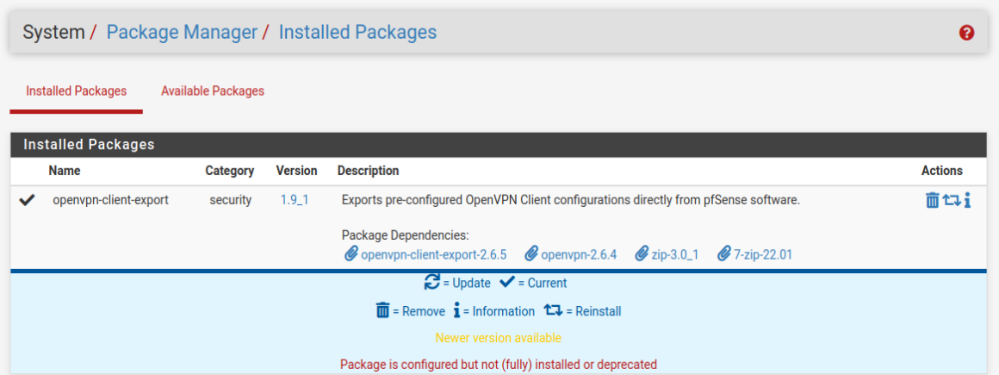 System / Package Manager / Installed Packages
Installed Packages Available Packages
Installed Packages
Name Category Version Description Actions
openvpn-client-export security 1.9_1 Exports pre-configured OpenVPN Client configurations directly from pfSense software.
Package Dependencies:
openvpn-client-export-2.6.5 openvpn-2.6.4 zip-3.0_1 7-zip-22.01
= Update = Current
= Remove = Information = Reinstall
Newer version available
Package is configured but not (fully) installed or deprecated